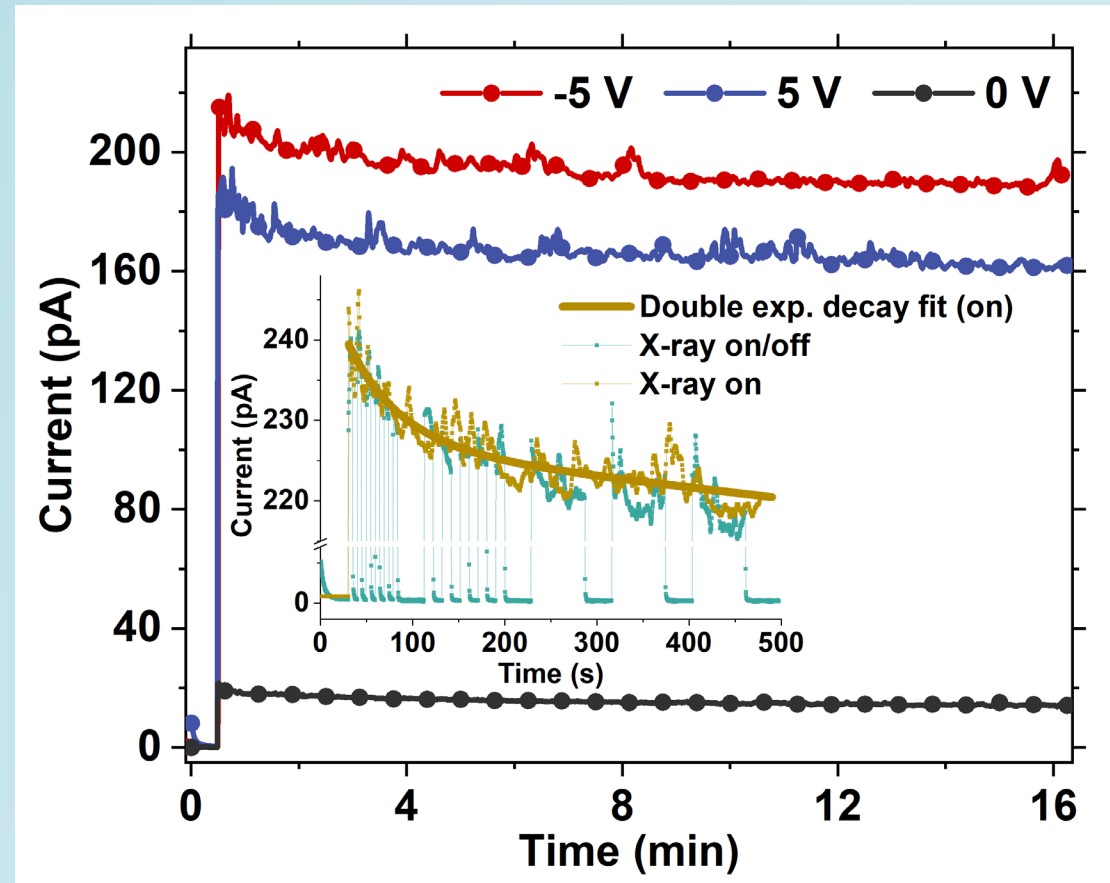 -5 V 5 V 0 V
Current (pA)
200
160
120
80
40
0
Double exp. decay fit (on)
X-ray on/off
X-ray on
Current (pA)
240
230
220
0
0 100 200 300 400 500
Time (s)
0 4 8 12 16
Time (min)